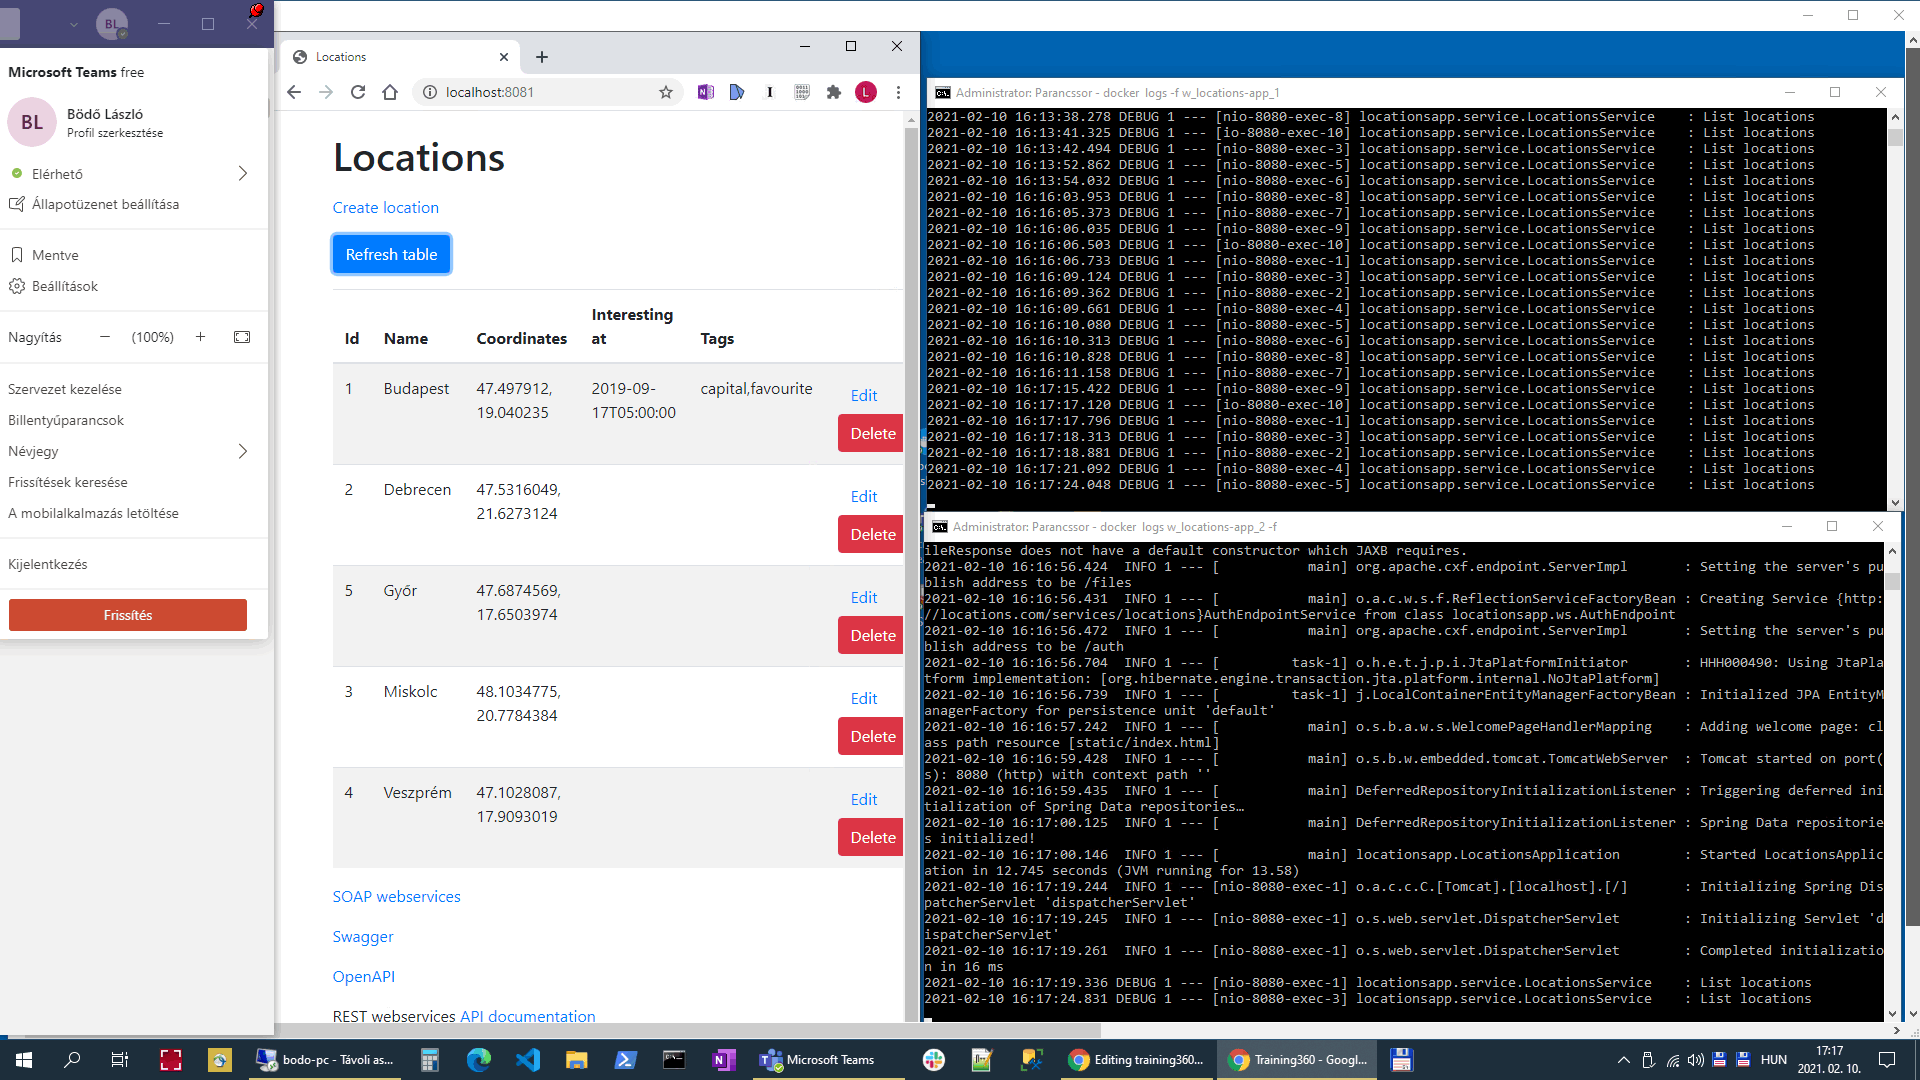 BL
Microsoft Teams free
BL
Bödő László
Profil szerkesztése
Elérhető
Állapotüzenet beállítása
Mentve
Beállítások
Nagyítás
(100%)
Szervezet kezelése
Billentyűparancsok
Névjegy
Frissítések keresése
A mobilalkalmazás letöltése
Kijelentkezés
Frissítés
Locations
localhost:8081
L
Locations
Create location
Refresh table
Id Name Coordinates Interesting at Tags
1 Budapest 47.497912, 2019-09- capital,favourite Edit
19.040235 17T05:00:00
Delete
2 Debrecen 47.5316049, Edit
21.6273124
Delete
5 Győr 47.6874569, Edit
17.6503974
Delete
3 Miskolc 48.1034775, Edit
20.7784384
Delete
4 Veszprém 47.1028087, Edit
17.9093019
Delete
SOAP webservices
Swagger
OpenAPI
REST webservices API documentation
Administrator: Parancssor - docker logs -f w_locations-app_1
2021-02-10 16:13:38.278 DEBUG 1 --- [nio-8080-exec-8] locationsapp.service.LocationsService : List locations
2021-02-10 16:13:41.325 DEBUG 1 --- [io-8080-exec-10] locationsapp.service.LocationsService : List locations
2021-02-10 16:13:42.494 DEBUG 1 --- [nio-8080-exec-3] locationsapp.service.LocationsService : List locations
2021-02-10 16:13:52.862 DEBUG 1 --- [nio-8080-exec-5] locationsapp.service.LocationsService : List locations
2021-02-10 16:13:54.032 DEBUG 1 --- [nio-8080-exec-6] locationsapp.service.LocationsService : List locations
2021-02-10 16:16:03.953 DEBUG 1 --- [nio-8080-exec-8] locationsapp.service.LocationsService : List locations
2021-02-10 16:16:05.373 DEBUG 1 --- [nio-8080-exec-7] locationsapp.service.LocationsService : List locations
2021-02-10 16:16:06.035 DEBUG 1 --- [nio-8080-exec-9] locationsapp.service.LocationsService : List locations
2021-02-10 16:16:06.503 DEBUG 1 --- [io-8080-exec-10] locationsapp.service.LocationsService : List locations
2021-02-10 16:16:06.733 DEBUG 1 --- [nio-8080-exec-1] locationsapp.service.LocationsService : List locations
2021-02-10 16:16:09.124 DEBUG 1 --- [nio-8080-exec-3] locationsapp.service.LocationsService : List locations
2021-02-10 16:16:09.362 DEBUG 1 --- [nio-8080-exec-2] locationsapp.service.LocationsService : List locations
2021-02-10 16:16:09.661 DEBUG 1 --- [nio-8080-exec-4] locationsapp.service.LocationsService : List locations
2021-02-10 16:16:10.080 DEBUG 1 --- [nio-8080-exec-5] locationsapp.service.LocationsService : List locations
2021-02-10 16:16:10.313 DEBUG 1 --- [nio-8080-exec-6] locationsapp.service.LocationsService : List locations
2021-02-10 16:16:10.828 DEBUG 1 --- [nio-8080-exec-8] locationsapp.service.LocationsService : List locations
2021-02-10 16:16:11.158 DEBUG 1 --- [nio-8080-exec-7] locationsapp.service.LocationsService : List locations
2021-02-10 16:17:15.422 DEBUG 1 --- [nio-8080-exec-9] locationsapp.service.LocationsService : List locations
2021-02-10 16:17:17.120 DEBUG 1 --- [io-8080-exec-10] locationsapp.service.LocationsService : List locations
2021-02-10 16:17:17.796 DEBUG 1 --- [nio-8080-exec-1] locationsapp.service.LocationsService : List locations
2021-02-10 16:17:18.313 DEBUG 1 --- [nio-8080-exec-3] locationsapp.service.LocationsService : List locations
2021-02-10 16:17:18.881 DEBUG 1 --- [nio-8080-exec-2] locationsapp.service.LocationsService : List locations
2021-02-10 16:17:21.092 DEBUG 1 --- [nio-8080-exec-4] locationsapp.service.LocationsService : List locations
2021-02-10 16:17:24.048 DEBUG 1 --- [nio-8080-exec-5] locationsapp.service.LocationsService : List locations
Administrator: Parancssor - docker logs w_locations-app_2 -f
ileResponse does not have a default constructor which JAXB requires.
2021-02-10 16:16:56.424 INFO 1 --- [ main] org.apache.cxf.endpoint.ServerImpl : Setting the server's pu
blish address to be /files
2021-02-10 16:16:56.431 INFO 1 --- [ main] o.a.c.w.s.f.ReflectionServiceFactoryBean : Creating Service {http:
//locations.com/services/locations}AuthEndpointService from class locationsapp.ws.AuthEndpoint
2021-02-10 16:16:56.472 INFO 1 --- [ main] org.apache.cxf.endpoint.ServerImpl : Setting the server's pu
blish address to be /auth
2021-02-10 16:16:56.704 INFO 1 --- [ task-1] o.h.e.t.j.p.i.JtaPlatformInitiator : HHH000490: Using JtaPla
tform implementation: [org.hibernate.engine.transaction.jta.platform.internal.NoJtaPlatform]
2021-02-10 16:16:56.739 INFO 1 --- [ task-1] j.LocalContainerEntityManagerFactoryBean : Initialized JPA EntityM
anagerFactory for persistence unit 'default'
2021-02-10 16:16:57.242 INFO 1 --- [ main] o.s.b.a.w.s.WelcomePageHandlerMapping : Adding welcome page: cl
ass path resource [static/index.html]
2021-02-10 16:16:59.428 INFO 1 --- [ main] o.s.b.w.embedded.tomcat.TomcatWebServer : Tomcat started on port(
s): 8080 (http) with context path ''
2021-02-10 16:16:59.435 INFO 1 --- [ main] DeferredRepositoryInitializationListener : Triggering deferred ini
tialization of Spring Data repositories…
2021-02-10 16:17:00.125 INFO 1 --- [ main] DeferredRepositoryInitializationListener : Spring Data repositorie
s initialized!
2021-02-10 16:17:00.146 INFO 1 --- [ main] locationsapp.LocationsApplication : Started LocationsApplic
ation in 12.745 seconds (JVM running for 13.58)
2021-02-10 16:17:19.244 INFO 1 --- [nio-8080-exec-1] o.a.c.c.C.[Tomcat].[localhost].[/] : Initializing Spring Dis
patcherServlet 'dispatcherServlet'
2021-02-10 16:17:19.245 INFO 1 --- [nio-8080-exec-1] o.s.web.servlet.DispatcherServlet : Initializing Servlet 'd
ispatcherServlet'
2021-02-10 16:17:19.261 INFO 1 --- [nio-8080-exec-1] o.s.web.servlet.DispatcherServlet : Completed initializatio
n in 16 ms
2021-02-10 16:17:19.336 DEBUG 1 --- [nio-8080-exec-1] locationsapp.service.LocationsService : List locations
2021-02-10 16:17:24.831 DEBUG 1 --- [nio-8080-exec-3] locationsapp.service.LocationsService : List locations
bodo-pc - Távoli as...
Microsoft Teams
Editing training360...
Training360 - Googl...
HUN
17:17
2021. 02. 10.